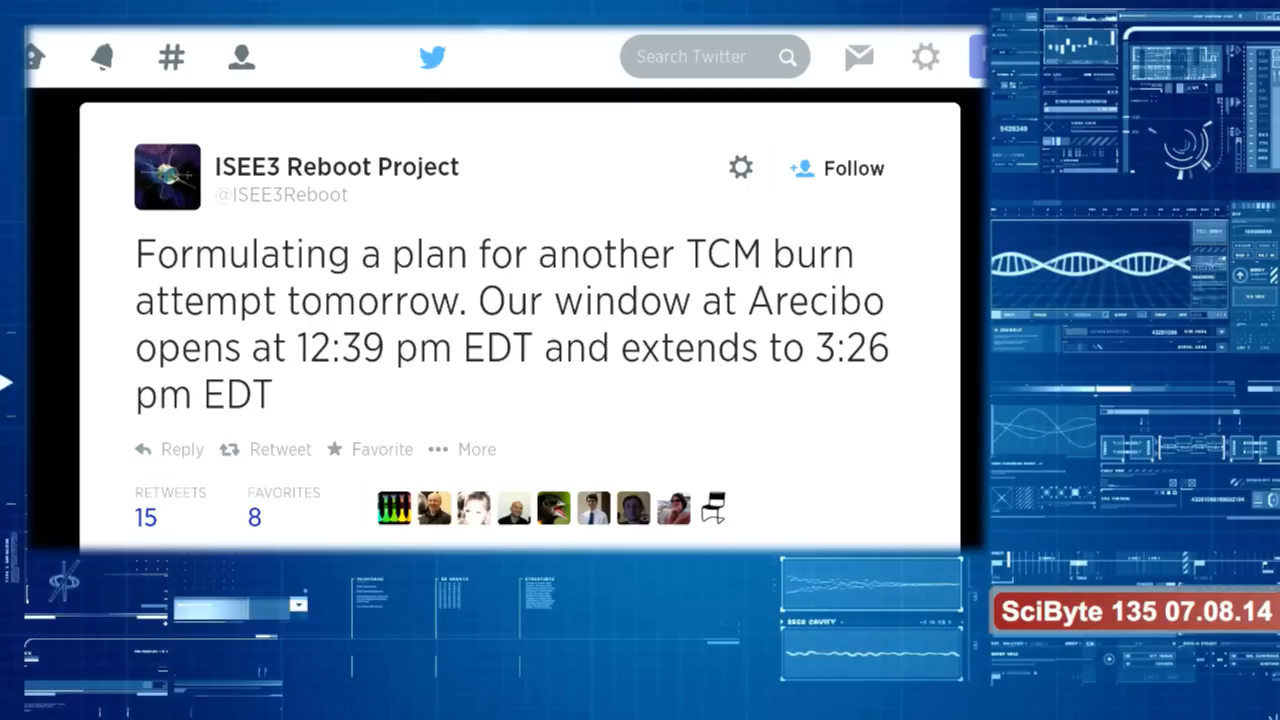 Search Twitter
ISEE3 Reboot Project
@ISEE3Reboot
Follow
Formulating a plan for another TCM burn
attempt tomorrow. Our window at Arecibo
opens at 12:39 pm EDT and extends to 3:26
pm EDT
Reply Retweet Favorite More
RETWEETS FAVORITES
15 8
SciByte 135 07.08.14